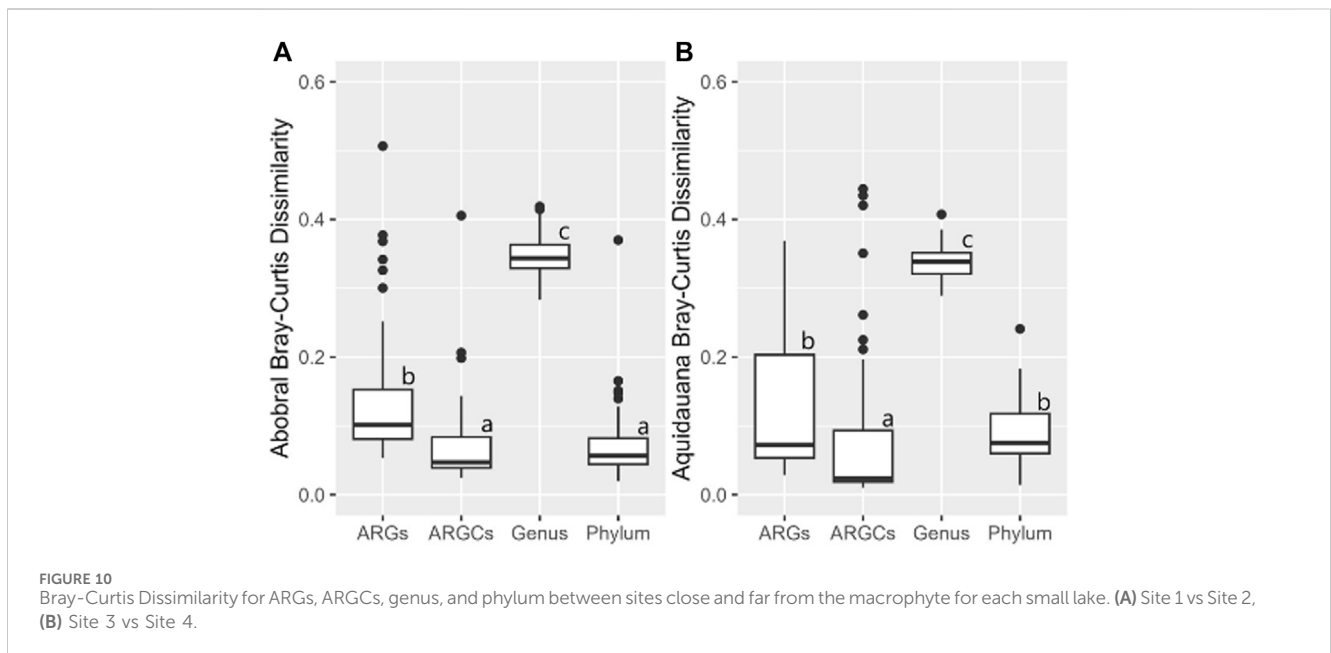 A
Abobral Bray-Curtis Dissimilarity
0.6
0.4
0.2
0.0
b
a
c
a
ARGs ARGCs Genus Phylum
B
Aquidauana Bray-Curtis Dissimilarity
0.6
0.4
0.2
0.0
b
a
c
b
ARGs ARGCs Genus Phylum
FIGURE 10
Bray-Curtis Dissimilarity for ARGs, ARGCs, genus, and phylum between sites close and far from the macrophyte for each small lake. (A) Site 1 vs Site 2,
(B) Site 3 vs Site 4.